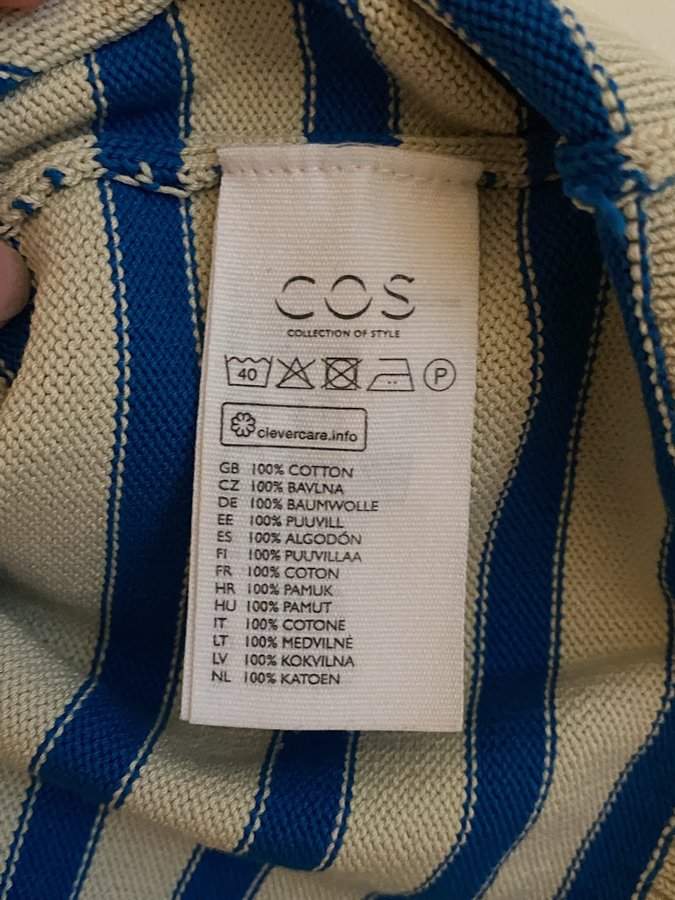 COS
COLLECTION OF STYLE
40 P
clevercare.info
GB 100% COTTON
CZ 100% BAVLNA
DE 100% BAUMWOLLE
EE 100% PUUVILL
ES 100% ALGODÓN
FI 100% PUUVILLAA
FR 100% COTON
HR 100% PAMUK
HU 100% PAMUT
IT 100% COTONE
LT 100% MEDVILNĖ
LV 100% KOKVILNA
NL 100% KATOEN